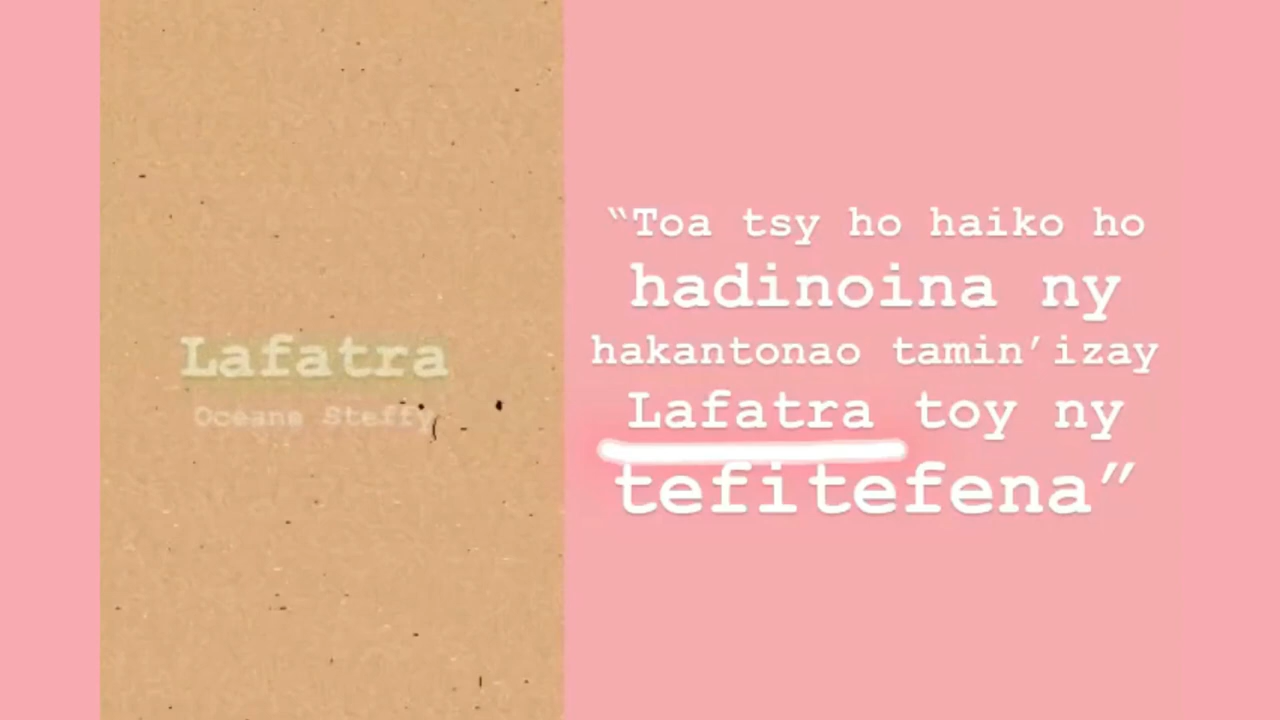 Lafatra
Océane Steffy
“Toa tsy ho haiko ho
hadinoina ny
hakantonao tamin’izay
Lafatra toy ny
tefitefena”